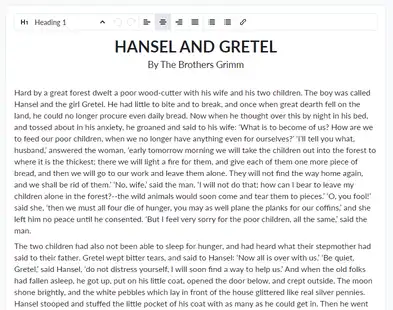 H1 Heading 1
HANSEL AND GRETEL
By The Brothers Grimm
Hard by a great forest dwelt a poor wood-cutter with his wife and his two children. The boy was called
Hansel and the girl Gretel. He had little to bite and to break, and once when great dearth fell on the
land, he could no longer procure even daily bread. Now when he thought over this by night in his bed,
and tossed about in his anxiety, he groaned and said to his wife: 'What is to become of us? How are we
to feed our poor children, when we no longer have anything even for ourselves?' 'I'll tell you what,
husband,' answered the woman, 'early tomorrow morning we will take the children out into the forest to
where it is the thickest; there we will light a fire for them, and give each of them one more piece of
bread, and then we will go to our work and leave them alone. They will not find the way home again,
and we shall be rid of them.' 'No, wife,' said the man, 'I will not do that; how can I bear to leave my
children alone in the forest?--the wild animals would soon come and tear them to pieces.' 'O, you fool!'
said she, 'then we must all four die of hunger, you may as well plane the planks for our coffins,' and she
left him no peace until he consented. 'But I feel very sorry for the poor children, all the same,' said the
man.
The two children had also not been able to sleep for hunger, and had heard what their stepmother had
said to their father. Gretel wept bitter tears, and said to Hansel: 'Now all is over with us.' 'Be quiet,
Gretel,' said Hansel, 'do not distress yourself, I will soon find a way to help us.' And when the old folks
had fallen asleep, he got up, put on his little coat, opened the door below, and crept outside. The moon
shone brightly, and the white pebbles which lay in front of the house glittered like real silver pennies.
Hansel stooped and stuffed the little pocket of his coat with as many as he could get in. Then he went